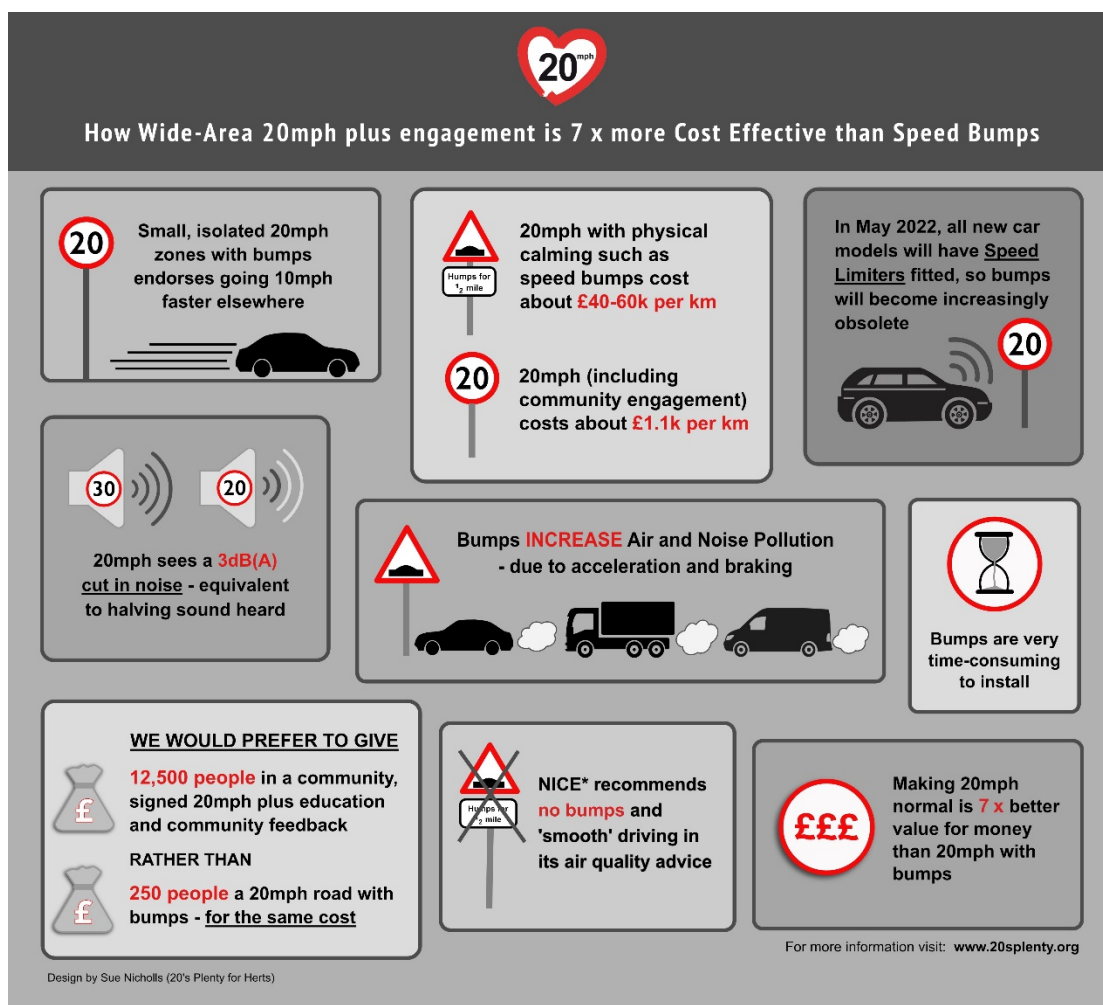 20mph
How Wide-Area 20mph plus engagement is 7 x more Cost Effective than Speed Bumps
20
Small, isolated 20mph
zones with bumps
endorses going 10mph
faster elsewhere
Humps for
1/2 mile
20mph with physical
calming such as
speed bumps cost
about £40-60k per km
20
20mph (including
community engagement)
costs about £1.1k per km
In May 2022, all new car
models will have Speed
Limiters fitted, so bumps
will become increasingly
obsolete
20
30
20
20mph sees a 3dB(A)
cut in noise - equivalent
to halving sound heard
Bumps INCREASE Air and Noise Pollution
- due to acceleration and braking
Bumps are very
time-consuming
to install
WE WOULD PREFER TO GIVE
£
12,500 people in a community,
signed 20mph plus education
and community feedback
RATHER THAN
£
250 people a 20mph road with
bumps - for the same cost
Humps for
1/2 mile
NICE* recommends
no bumps and
'smooth' driving in
its air quality advice
£££
Making 20mph
normal is 7 x better
value for money
than 20mph with
bumps
For more information visit: www.20splenty.org
Design by Sue Nicholls (20's Plenty for Herts)